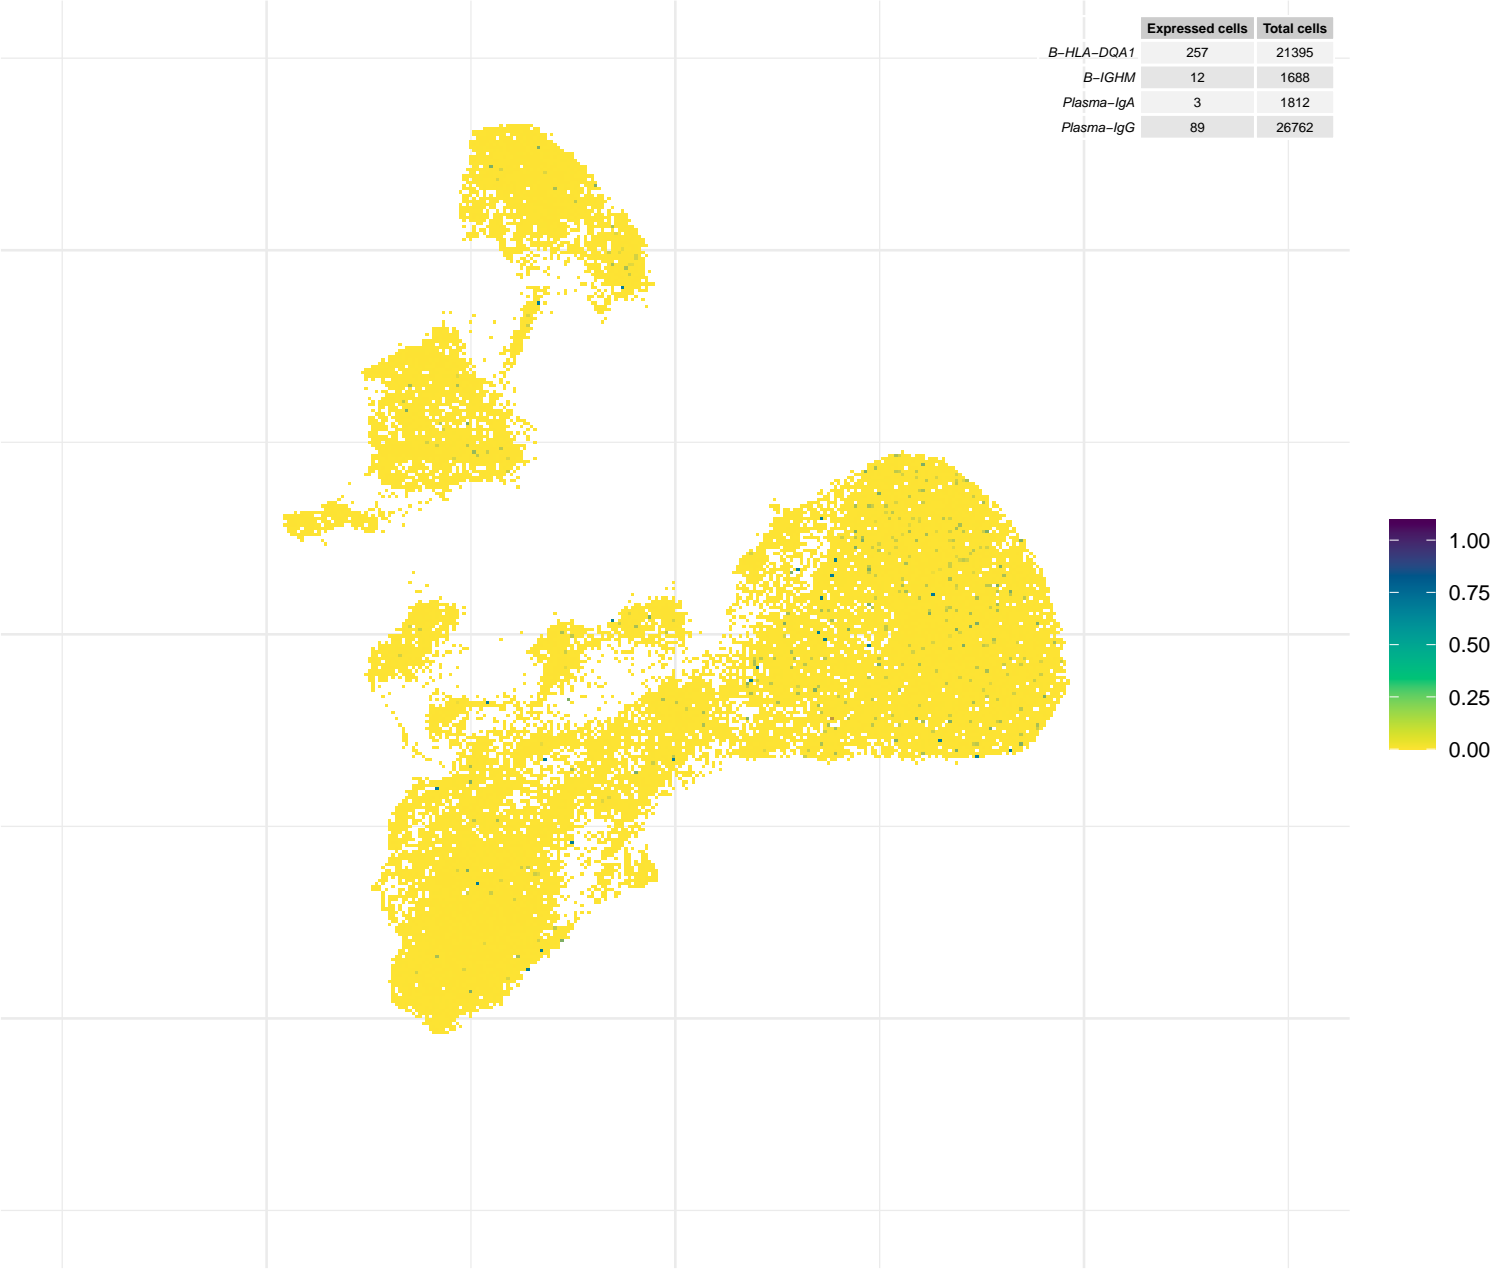 Expressed cells Total cells
B−HLA−DQA1 257 21395
B−IGHM 12 1688
Plasma−IgA 3 1812
Plasma−IgG 89 26762
1.00
0.75
0.50
0.25
0.00